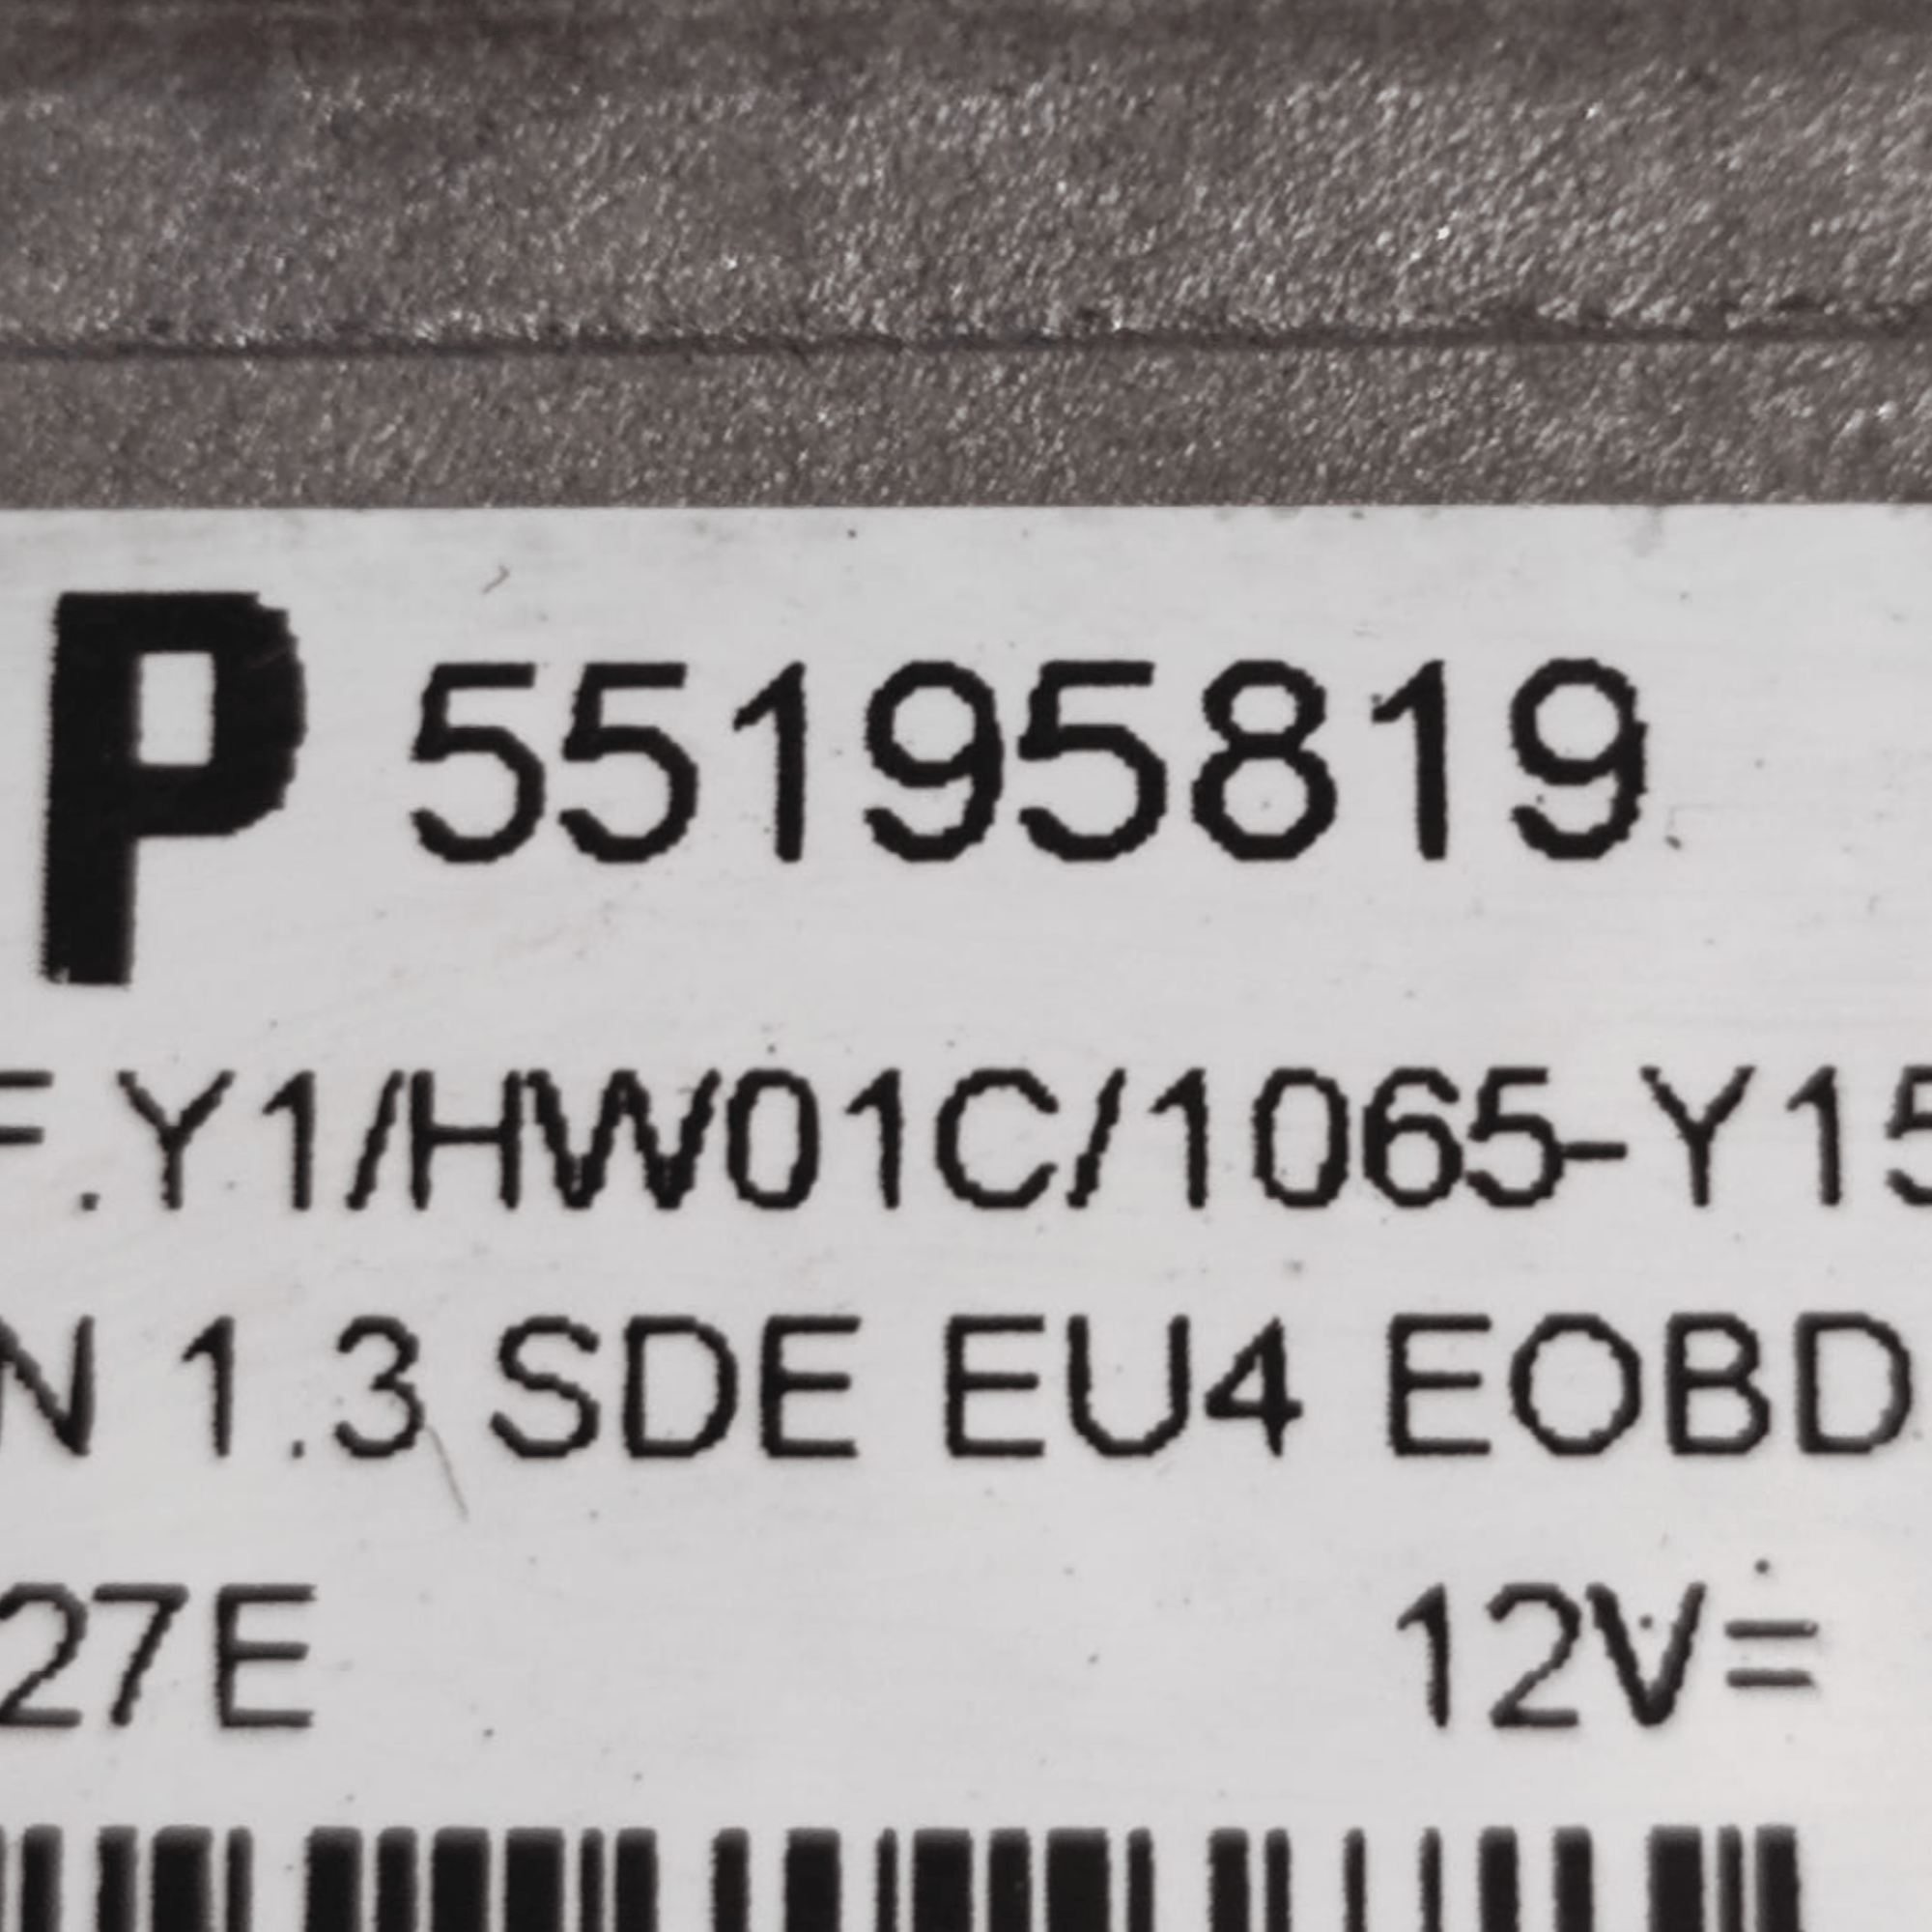 P 55195819
F.Y1/HW01C/1065-Y15
N 1.3 SDE EU4 EOBD
27E 12V=